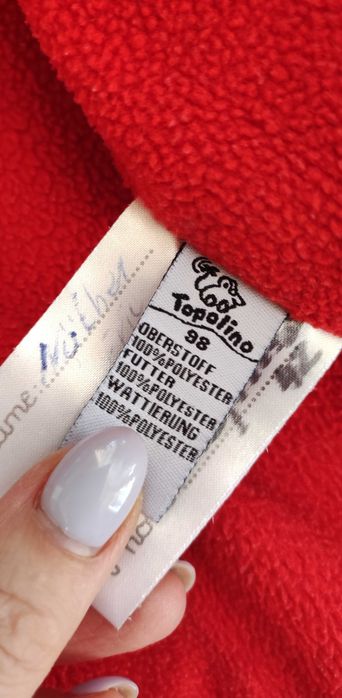 Topolino
98
OBERSTOFF
100%POLYESTER
FUTTER
100%POLYESTER
WATTIERUNG
100%POLYESTER